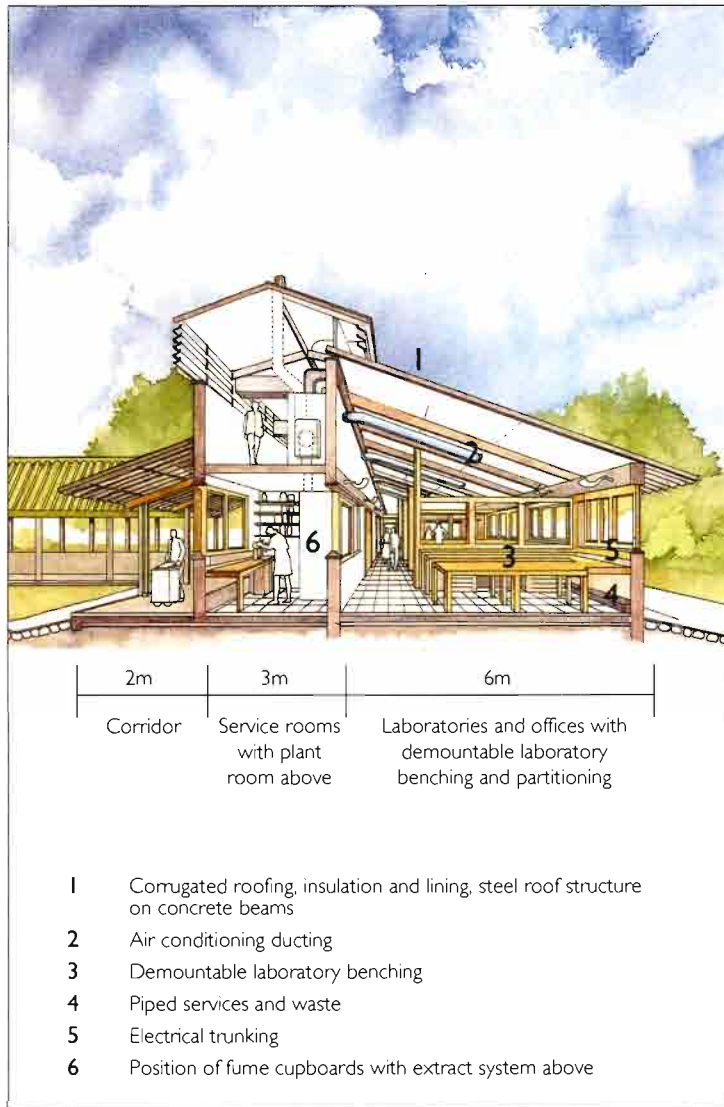 1
2
6
3
5
4
2m 3m 6m
Corridor
Service rooms
with plant
room above
Laboratories and offices with
demountable laboratory
benching and partitioning
1 Corrugated roofing, insulation and lining, steel roof structure
on concrete beams
2 Air conditioning ducting
3 Demountable laboratory benching
4 Piped services and waste
5 Electrical trunking
6 Position of fume cupboards with extract system above